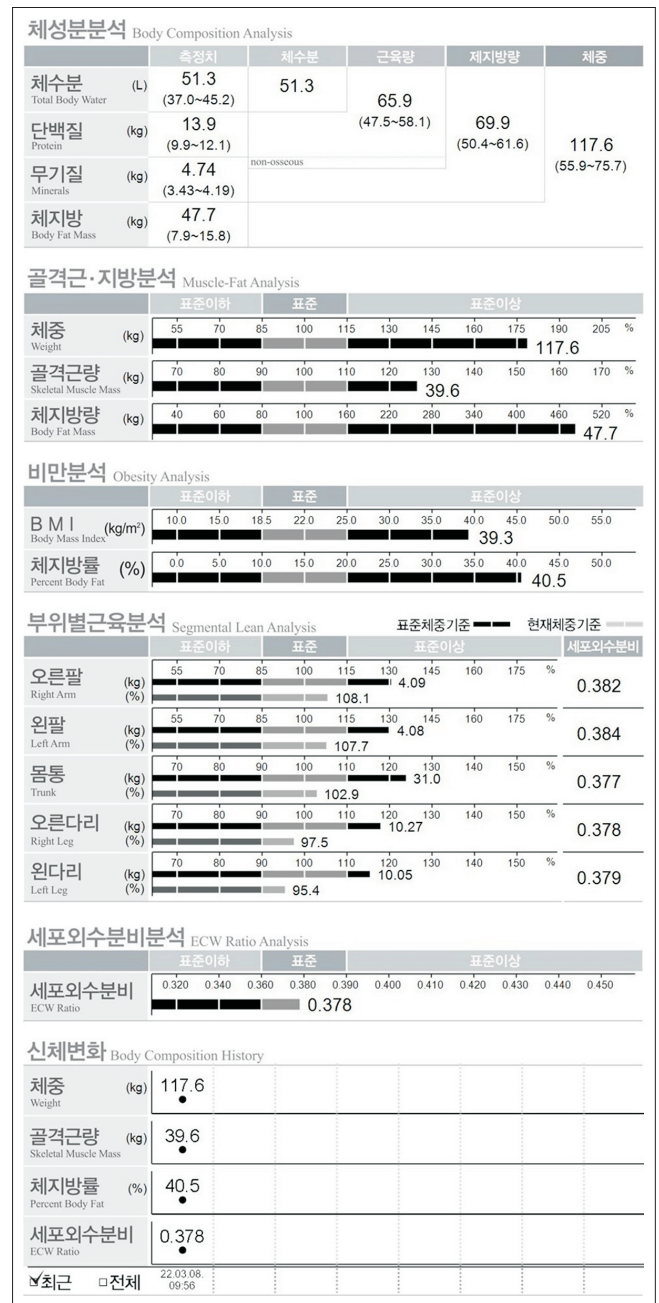 체성분분석 Body Composition Analysis
측정치 체수분 근육량 제지방량 체중
체수분 (L) 51.3 51.3 65.9 69.9 117.6
Total Body Water (37.0~45.2) (47.5~58.1) (50.4~61.6) (55.9~75.7)
단백질 (kg) 13.9
Protein (9.9~12.1)
non-osseous
무기질 (kg) 4.74
Minerals (3.43~4.19)
체지방 (kg) 47.7
Body Fat Mass (7.9~15.8)
골격근·지방분석 Muscle-Fat Analysis
표준이하 표준 표준이상
체중 (kg) 55 70 85 100 115 130 145 160 175 190 205 %
Weight 117.6
골격근량 (kg) 70 80 90 100 110 120 130 140 150 160 170 %
Skeletal Muscle Mass 39.6
체지방량 (kg) 40 60 80 100 160 220 280 340 400 460 520 %
Body Fat Mass 47.7
비만분석 Obesity Analysis
표준이하 표준 표준이상
B M I (kg/m²) 10.0 15.0 18.5 22.0 25.0 30.0 35.0 40.0 45.0 50.0 55.0
Body Mass Index 39.3
체지방률 (%) 0.0 5.0 10.0 15.0 20.0 25.0 30.0 35.0 40.0 45.0 50.0
Percent Body Fat 40.5
부위별근육분석 Segmental Lean Analysis 표준체중기준 현재체중기준
표준이하 표준 표준이상 세포외수분비
오른팔 (kg) 55 70 85 100 115 130 145 160 175 %
Right Arm (%) 4.09 0.382
108.1
왼팔 (kg) 55 70 85 100 115 130 145 160 175 %
Left Arm (%) 4.08 0.384
107.7
몸통 (kg) 70 80 90 100 110 120 130 140 150 %
Trunk (%) 31.0 0.377
102.9
오른다리 (kg) 70 80 90 100 110 120 130 140 150 %
Right Leg (%) 10.27 0.378
97.5
왼다리 (kg) 70 80 90 100 110 120 130 140 150 %
Left Leg (%) 10.05 0.379
95.4
세포외수분비분석 ECW Ratio Analysis
표준이하 표준 표준이상
세포외수분비 0.320 0.340 0.360 0.380 0.390 0.400 0.410 0.420 0.430 0.440 0.450
ECW Ratio 0.378
신체변화 Body Composition History
체중 (kg) 117.6
Weight
골격근량 (kg) 39.6
Skeletal Muscle Mass
체지방률 (%) 40.5
Percent Body Fat
세포외수분비 0.378
ECW Ratio
최근 전체 22.03.08.
09:56